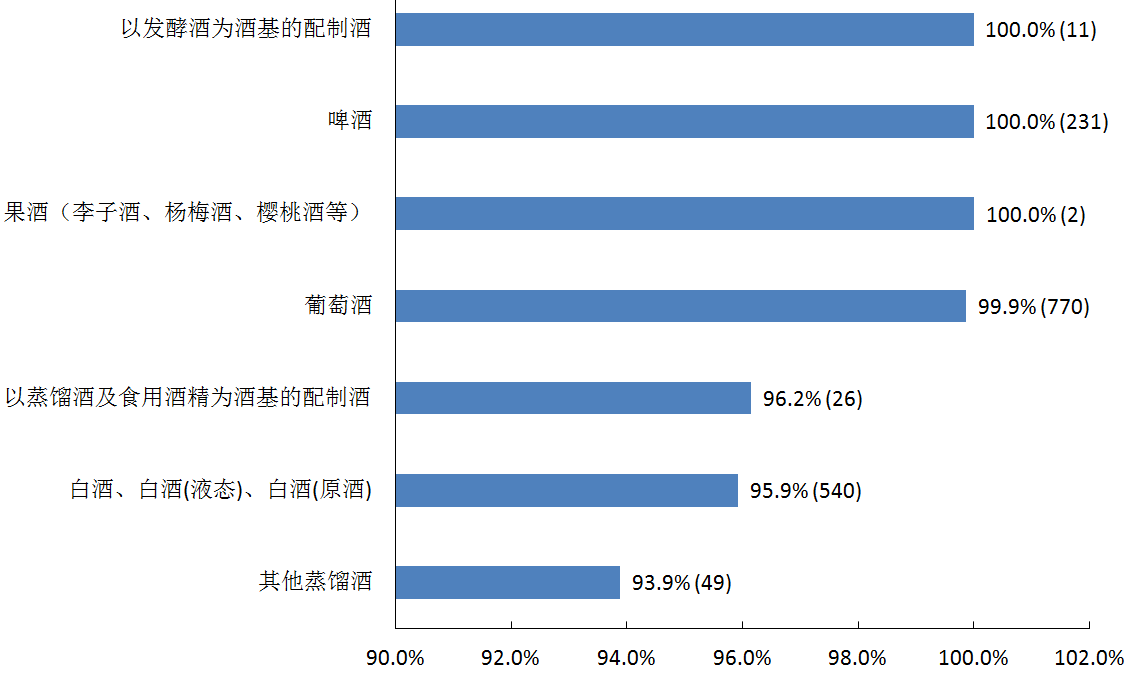 以发酵酒为酒基的配制酒 100.0% (11)
啤酒 100.0% (231)
果酒（李子酒、杨梅酒、樱桃酒等） 100.0% (2)
葡萄酒 99.9% (770)
以蒸馏酒及食用酒精为酒基的配制酒 96.2% (26)
白酒、白酒(液态)、白酒(原酒) 95.9% (540)
其他蒸馏酒 93.9% (49)
90.0% 92.0% 94.0% 96.0% 98.0% 100.0% 102.0%